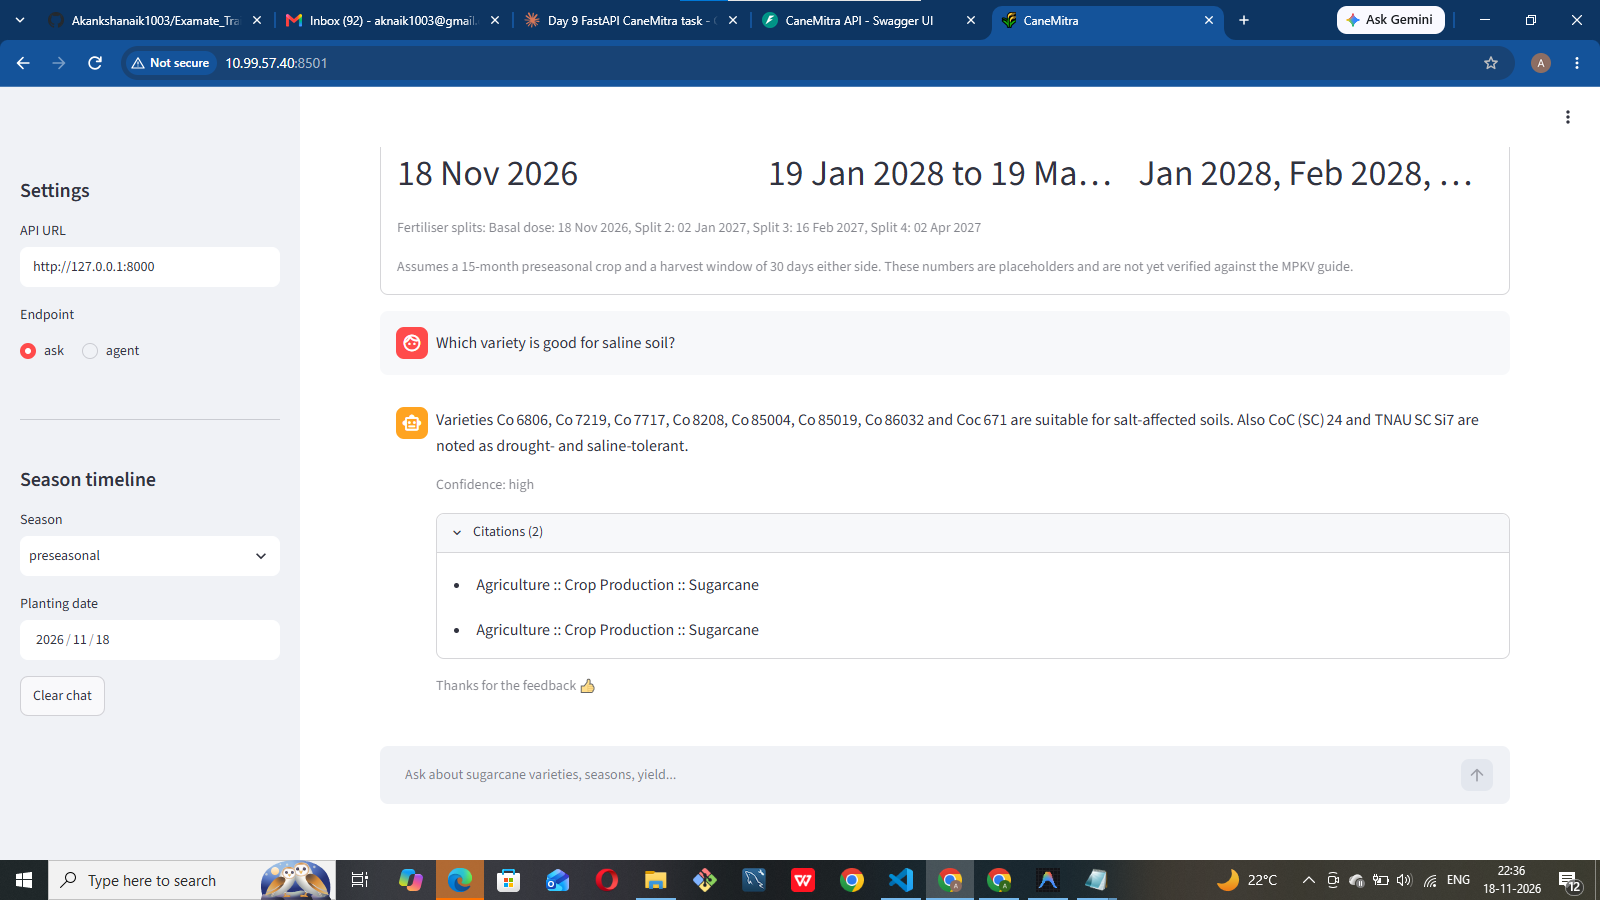 Akankshanaik1003/Examate_Tra
Inbox (92) - aknaik1003@gmail.
Day 9 FastAPI CaneMitra task -
CaneMitra API - Swagger UI
CaneMitra
Ask Gemini
Not secure
10.99.57.40:8501
A
Settings
API URL
http://127.0.0.1:8000
Endpoint
ask
agent
Season timeline
Season
preseasonal
Planting date
2026/11/18
Clear chat
18 Nov 2026
19 Jan 2028 to 19 Ma…
Jan 2028, Feb 2028, …
Fertiliser splits: Basal dose: 18 Nov 2026, Split 2: 02 Jan 2027, Split 3: 16 Feb 2027, Split 4: 02 Apr 2027
Assumes a 15-month preseasonal crop and a harvest window of 30 days either side. These numbers are placeholders and are not yet verified against the MPKV guide.
Which variety is good for saline soil?
Varieties Co 6806, Co 7219, Co 7717, Co 8208, Co 85004, Co 85019, Co 86032 and Coc 671 are suitable for salt-affected soils. Also CoC (SC) 24 and TNAU SC Si7 are
noted as drought- and saline-tolerant.
Confidence: high
Citations (2)
• Agriculture :: Crop Production :: Sugarcane
• Agriculture :: Crop Production :: Sugarcane
Thanks for the feedback 👍
Ask about sugarcane varieties, seasons, yield...
Type here to search
22°C
ENG
22:36
18-11-2026
12